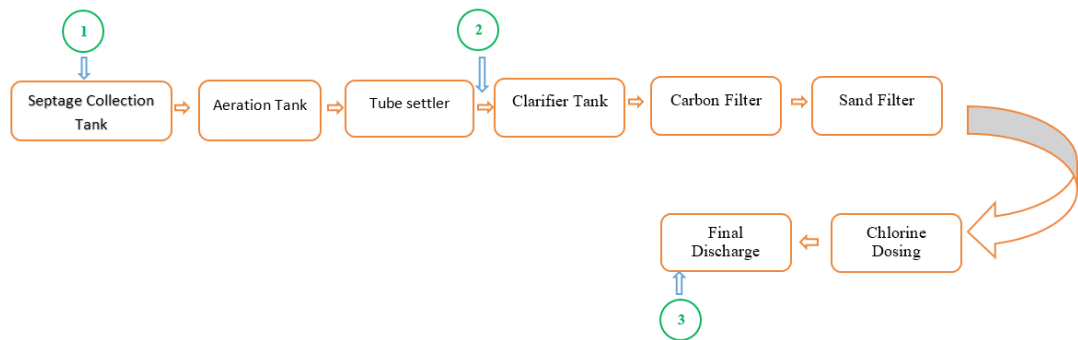 1
2
Septage Collection
Tank
Aeration Tank
Tube settler
Clarifier Tank
Carbon Filter
Sand Filter
Final
Discharge
Chlorine
Dosing
3